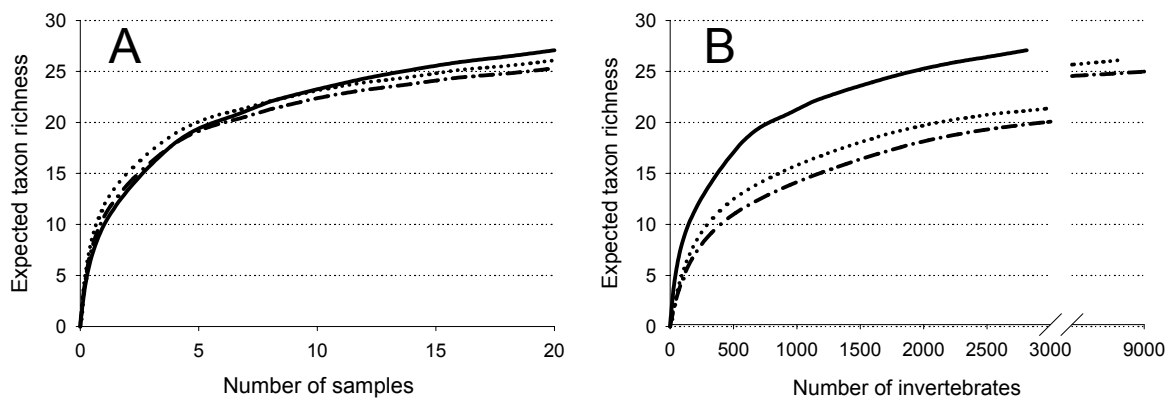 A
Expected taxon richness
30
25
20
15
10
5
0
0 5 10 15 20
Number of samples
B
Expected taxon richness
30
25
20
15
10
5
0
0 500 1000 1500 2000 2500 3000 9000
Number of invertebrates